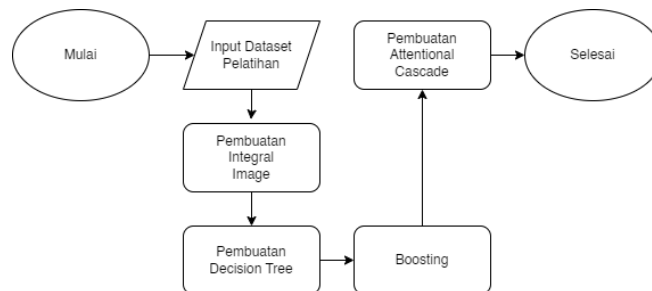 Mulai
Input Dataset
Pelatihan
Pembuatan
Integral
Image
Pembuatan
Decision Tree
Boosting
Pembuatan
Attentional
Cascade
Selesai